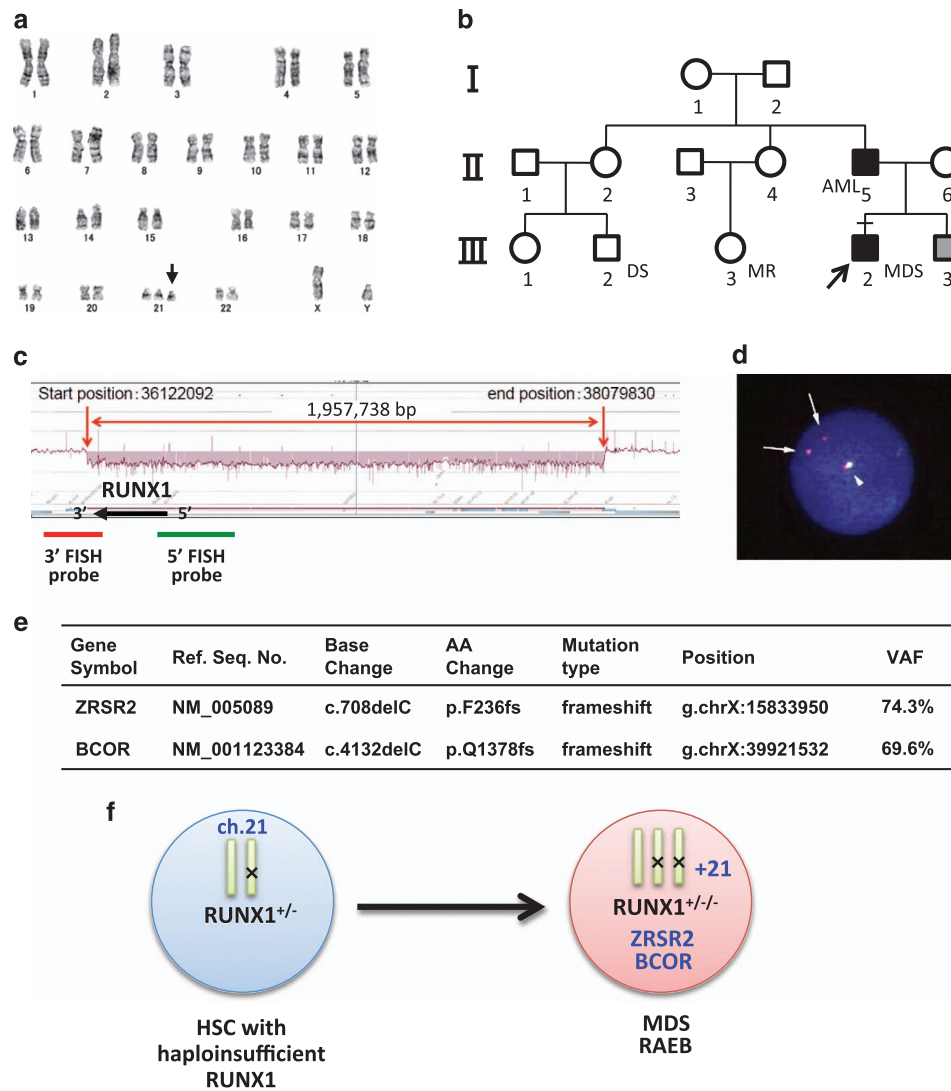 a
1 2 3 4 5
6 7 8 9 10 11 12
13 14 15 16 17 18
19 20 21 22 X Y
b
I
1 2
II
1 2 3 4 AML 5 6
III
1 2 DS 3 MR 2 MDS 3
c
Start position:36122092 end position:38079830
1,957,738 bp
RUNX1
3’ 5’
3’ FISH probe
5’ FISH probe
d
e
Gene Symbol Ref. Seq. No. Base Change AA Change Mutation type Position VAF
ZRSR2 NM_005089 c.708delC p.F236fs frameshift g.chrX:15833950 74.3%
BCOR NM_001123384 c.4132delC p.Q1378fs frameshift g.chrX:39921532 69.6%
f
ch.21
×
RUNX1+/-
HSC with
haploinsufficient
RUNX1
× × +21
RUNX1+/-/-
ZRSR2
BCOR
MDS
RAEB